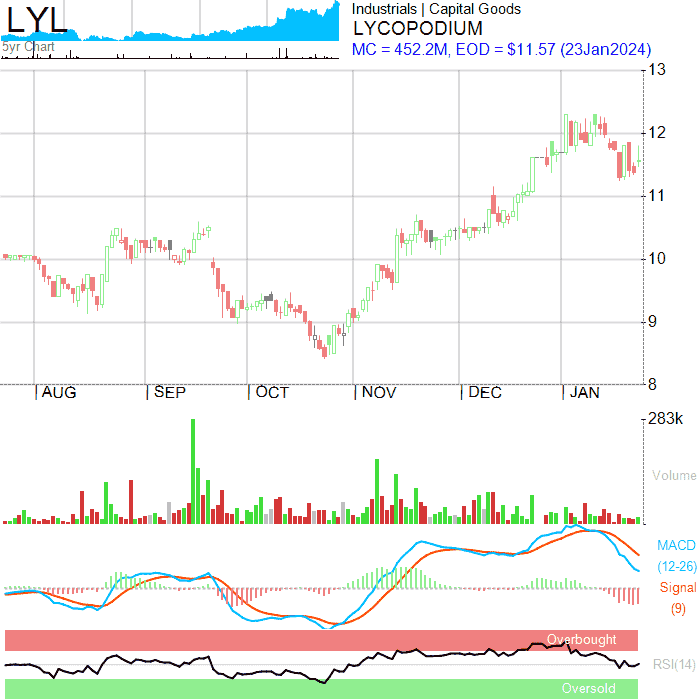 LYL
5yr Chart
Industrials | Capital Goods
LYCOPODIUM
MC = 452.2M, EOD = $11.57 (23Jan2024)
13
12
11
10
9
8
AUG SEP OCT NOV DEC JAN
283k
Volume
MACD
(12-26)
Signal
(9)
Overbought
RSI(14)
Oversold